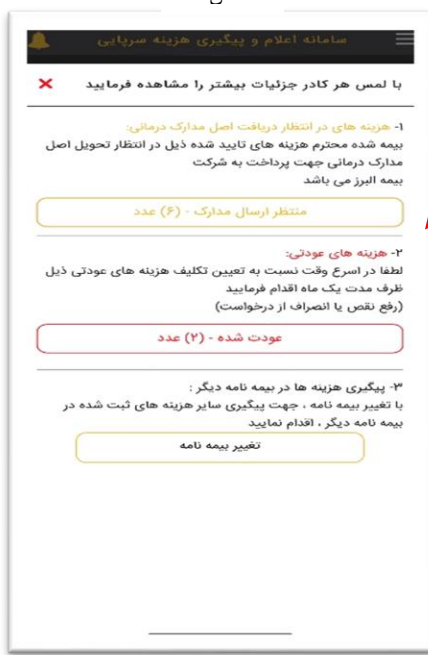 سامانه اعلام و پیگیری هزینه سرپایی
با لمس هر کادر جزئیات بیشتر را مشاهده فرمایید
۱- هزینه های در انتظار دریافت اصل مدارک درمانی:
بیمه شده محترم هزینه های تایید شده ذیل در انتظار تحویل اصل
مدارک درمانی جهت پرداخت به شرکت
بیمه البرز می باشد
منتظر ارسال مدارک - (۶) عدد
۲- هزینه های عودتی:
لطفا در اسرع وقت نسبت به تعیین تکلیف هزینه های عودتی ذیل
ظرف مدت یک ماه اقدام فرمایید
(رفع نقص یا انصراف از درخواست)
عودت شده - (۲) عدد
۳- پیگیری هزینه ها در بیمه نامه دیگر :
با تغییر بیمه نامه ، جهت پیگیری سایر هزینه های ثبت شده در
بیمه نامه دیگر ، اقدام نمایید
تغییر بیمه نامه